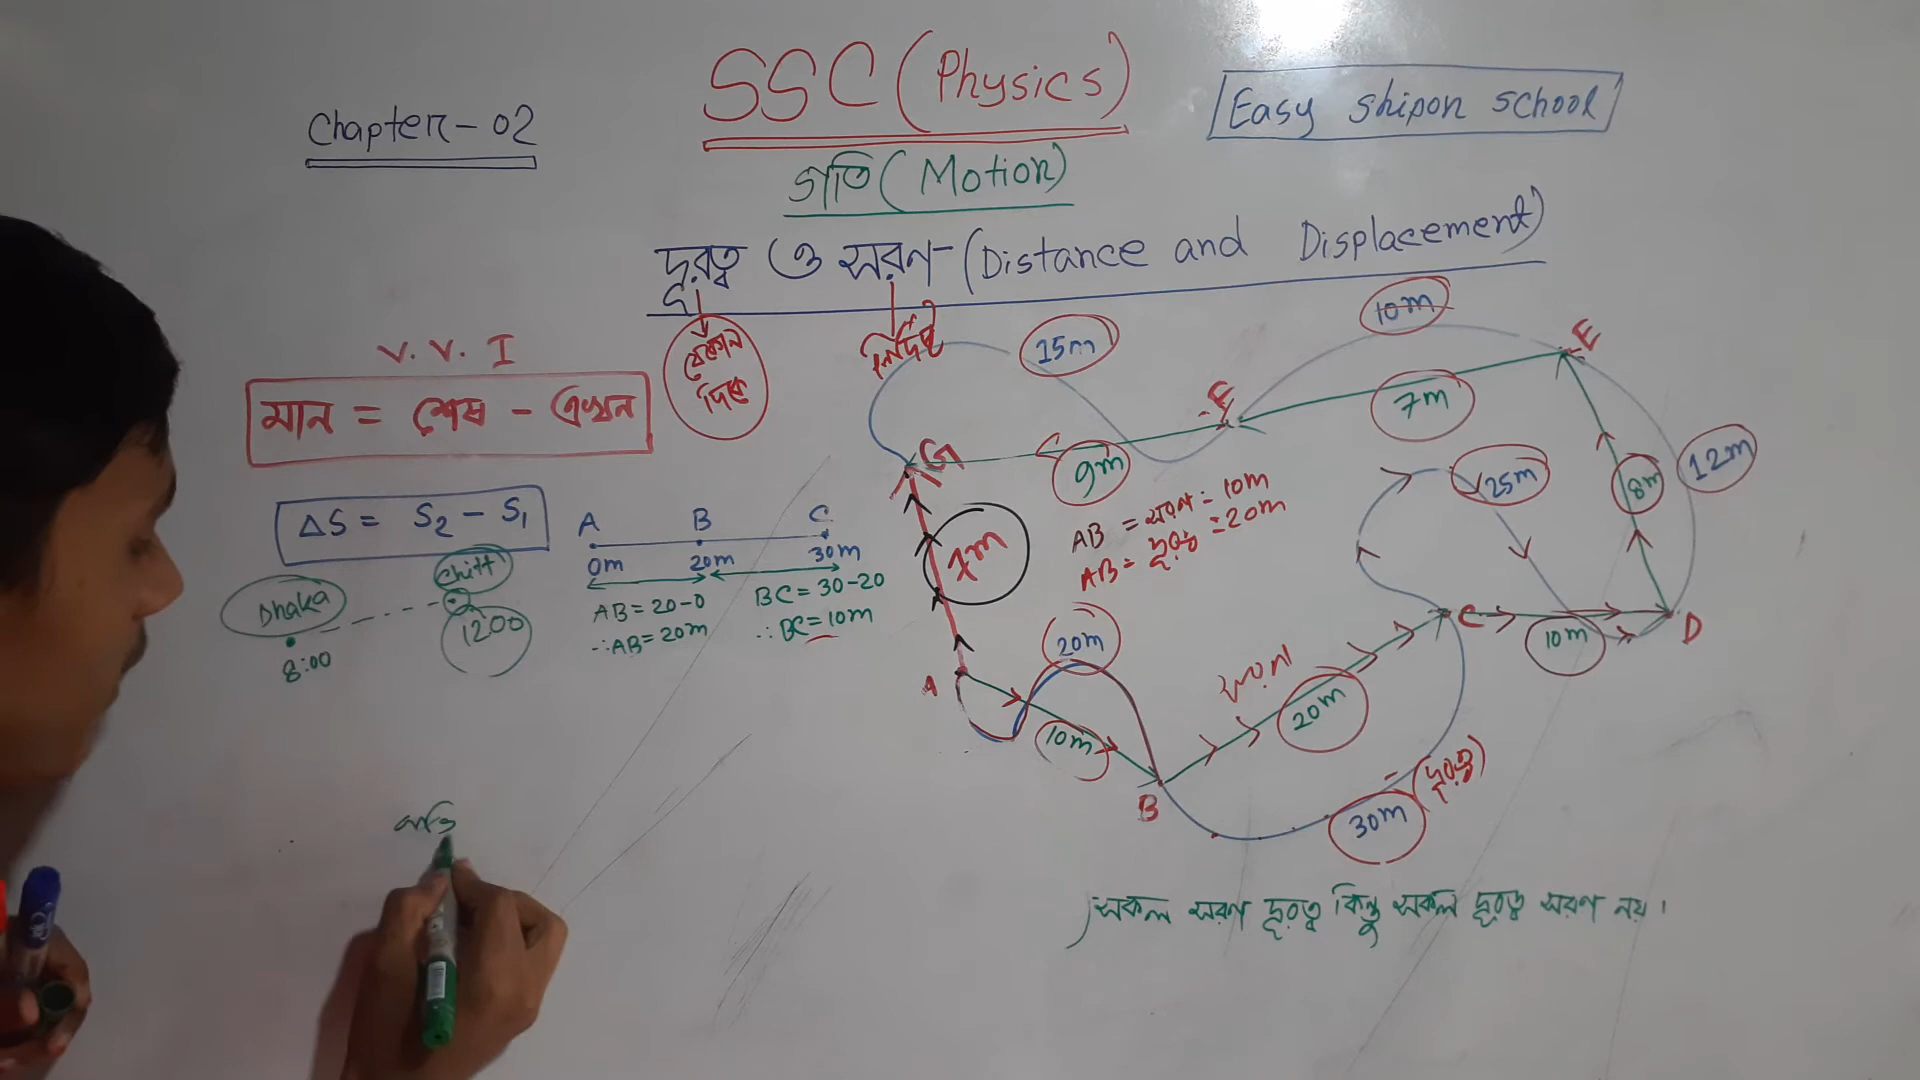 SSC (Physics)
Chapter-02
Easy Shipon School
গতি (Motion)
দূরত্ব ও সরণ- (Distance and Displacement)
যেকোন
দিকে
নির্দিষ্ট
V. V. I
মান = শেষ - এখন
ΔS = S₂ - S₁
Dhaka
8:00
Chitt
1200
A B C
0m 20m 30m
AB = 20-0
∴AB = 20m
BC = 30-20
∴BC = 10m
15m
10m
E
F
7m
G
9m
25m
8m
12m
AB = সরণ = 10m
AB = দূরত্ব = 20m
7m
C
10m
D
A
20m
10m
সরণ
20m
B
30m
(দূরত্ব)
সকল সরণ দূরত্ব কিন্তু সকল দূরত্ব সরণ নয়।